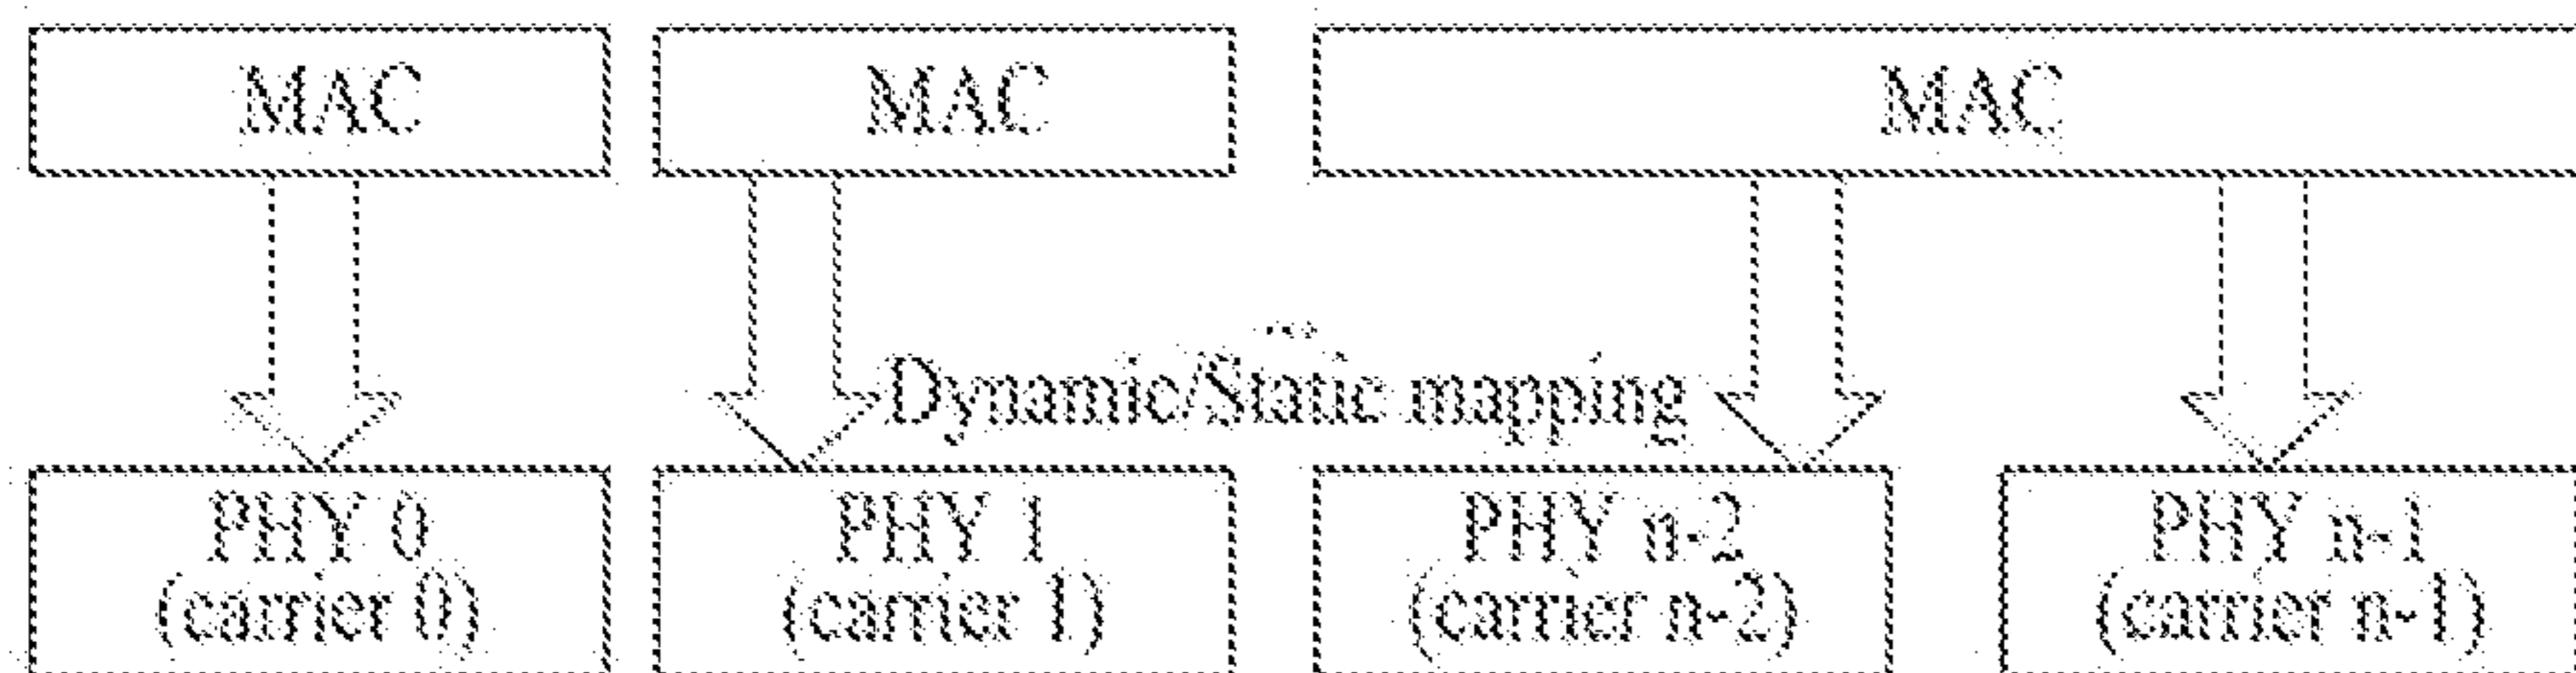 MAC MAC MAC
...
Dynamic/Static mapping
PHY 0 PHY 1 PHY n-2 PHY n-1
(carrier 0) (carrier 1) (carrier n-2) (carrier n-1)